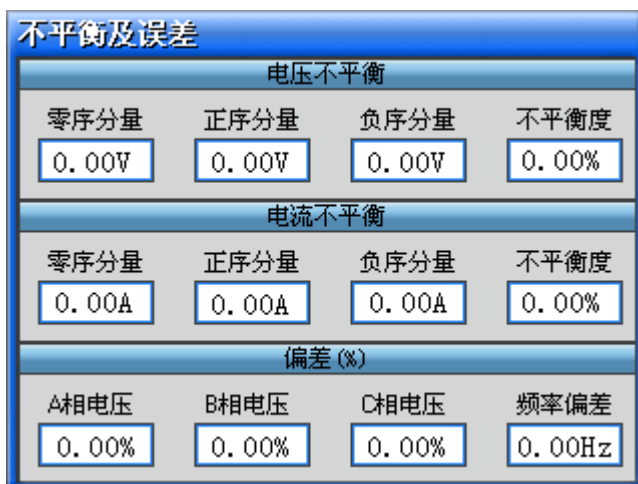 不平衡及误差
电压不平衡
零序分量 正序分量 负序分量 不平衡度
0.00V 0.00V 0.00V 0.00%
电流不平衡
零序分量 正序分量 负序分量 不平衡度
0.00A 0.00A 0.00A 0.00%
偏差(%)
A相电压 B相电压 C相电压 频率偏差
0.00% 0.00% 0.00% 0.00Hz